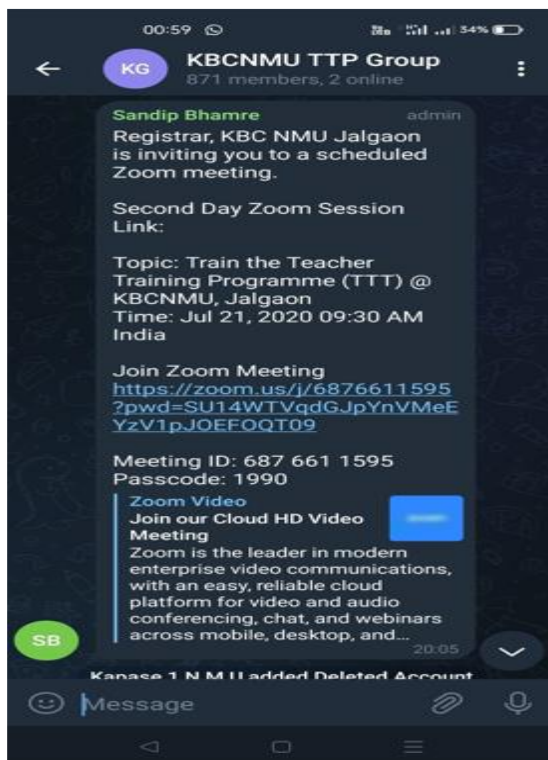 00:59
54%
KG
KBCNMU TTP Group
871 members, 2 online
Sandip Bhamre admin
Registrar, KBC NMU Jalgaon
is inviting you to a scheduled
Zoom meeting.
Second Day Zoom Session
Link:
Topic: Train the Teacher
Training Programme (TTT) @
KBCNMU, Jalgaon
Time: Jul 21, 2020 09:30 AM
India
Join Zoom Meeting
https://zoom.us/j/6876611595
?pwd=SU14WTVqdGJpYnVMeE
YzV1pJOEFOQT09
Meeting ID: 687 661 1595
Passcode: 1990
Zoom Video
Join our Cloud HD Video
Meeting
Zoom is the leader in modern
enterprise video communications,
with an easy, reliable cloud
platform for video and audio
conferencing, chat, and webinars
across mobile, desktop, and...
20:05
SB
Kapase 1 N M U added Deleted Account
Message